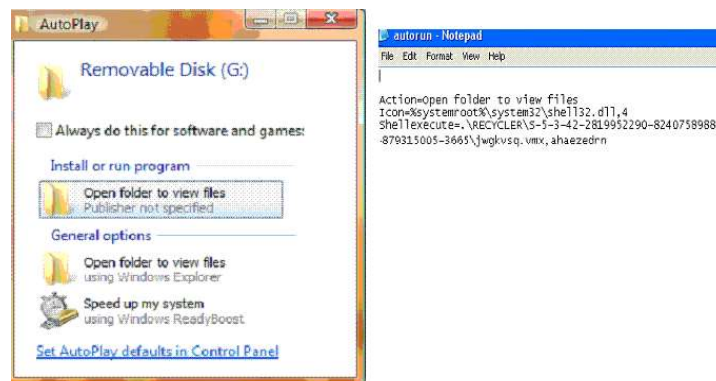 AutoPlay
Removable Disk (G:)
Always do this for software and games:
Install or run program
Open folder to view files
Publisher not specified
General options
Open folder to view files
using Windows Explorer
Speed up my system
using Windows ReadyBoost
Set AutoPlay defaults in Control Panel
autorun - Notepad
File Edit Format View Help
Action=Open folder to view files
Icon=%systemroot%\system32\shell32.dll,4
Shellexecute=.\RECYCLER\S-5-3-42-2819952290-8240758988
-879315005-3665\jwgkvsq.vmx,ahaezedrn